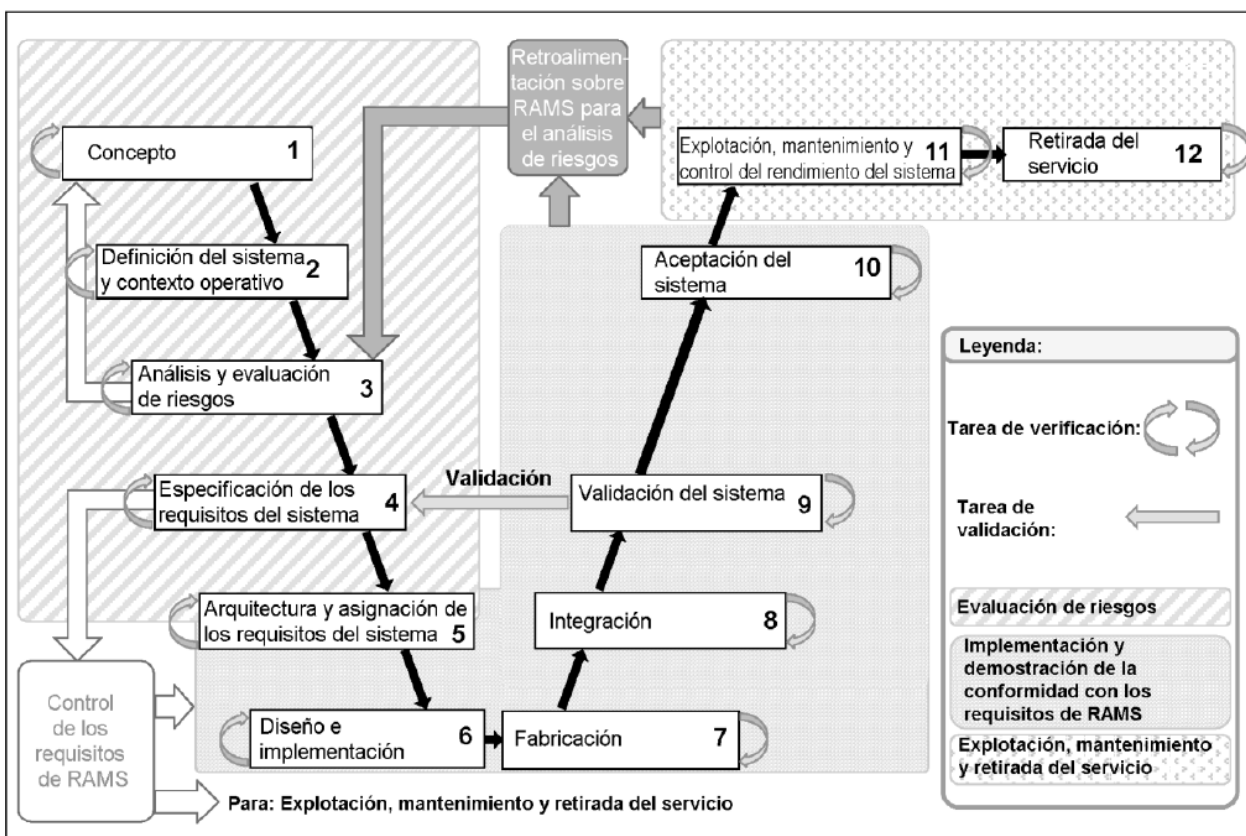 Retroalimen-
tación sobre
RAMS para
el análisis
de riesgos
Concepto 1
Definición del sistema
y contexto operativo 2
Análisis y evaluación
de riesgos 3
Especificación de los
requisitos del sistema 4
Arquitectura y asignación de
los requisitos del sistema 5
Diseño e
implementación 6
Fabricación 7
Integración 8
Validación
Validación del sistema 9
Aceptación del
sistema 10
Explotación, mantenimiento y
control del rendimiento del sistema 11
Retirada del
servicio 12
Control
de los
requisitos
de RAMS
Para: Explotación, mantenimiento y retirada del servicio
Leyenda:
Tarea de verificación:
Tarea de
validación:
Evaluación de riesgos
Implementación y
demostración de la
conformidad con los
requisitos de RAMS
Explotación, mantenimiento
y retirada del servicio